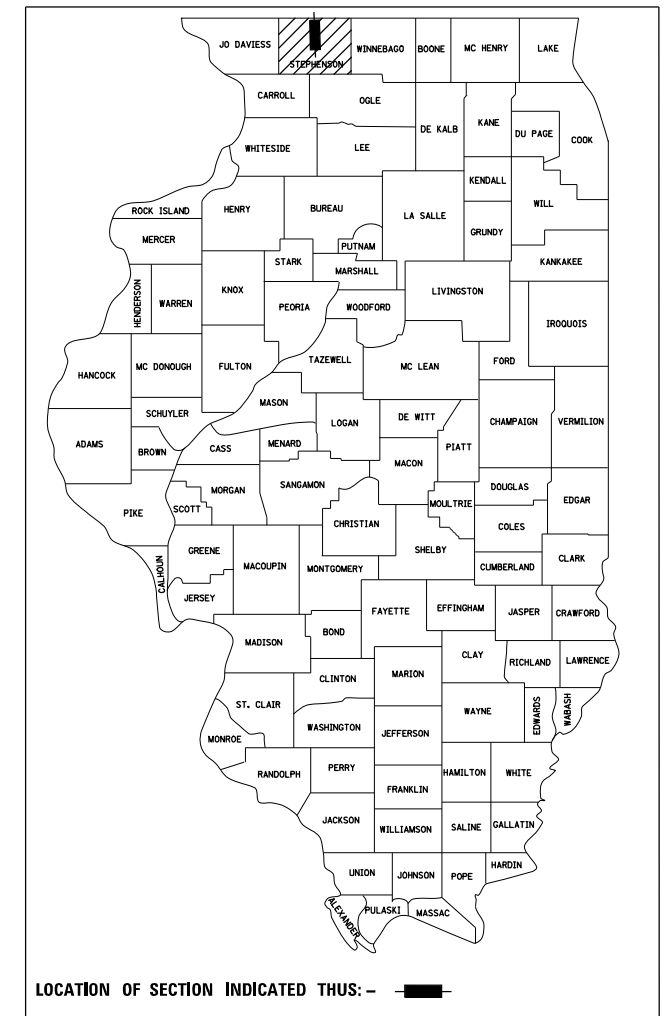 JO DAVIESS STEPHENSON WINNEBAGO BOONE MC HENRY LAKE
CARROLL OGLE DE KALB KANE DU PAGE COOK
WHITESIDE LEE KENDALL WILL
ROCK ISLAND HENRY BUREAU LA SALLE GRUNDY
MERCER PUTNAM KANKAKEE
HENDERSON WARREN KNOX STARK MARSHALL LIVINGSTON
PEORIA WOODFORD IROQUOIS
HANCOCK MC DONOUGH FULTON TAZEWELL MC LEAN FORD
SCHUYLER MASON LOGAN DE WITT CHAMPAIGN VERMILION
ADAMS BROWN CASS MENARD MACON PIATT
PIKE SCOTT MORGAN SANGAMON CHRISTIAN MOULTRIE DOUGLAS EDGAR
COLES
CALHOUN GREENE MACOUPIN MONTGOMERY SHELBY CUMBERLAND CLARK
JERSEY FAYETTE EFFINGHAM JASPER CRAWFORD
MADISON BOND CLAY RICHLAND LAWRENCE
CLINTON MARION
ST. CLAIR WAYNE EDWARDS WABASH
MONROE WASHINGTON JEFFERSON
RANDOLPH PERRY HAMILTON WHITE
FRANKLIN
JACKSON WILLIAMSON SALINE GALLATIN
UNION JOHNSON POPE HARDIN
ALEXANDER PULASKI MASSAC
LOCATION OF SECTION INDICATED THUS: -